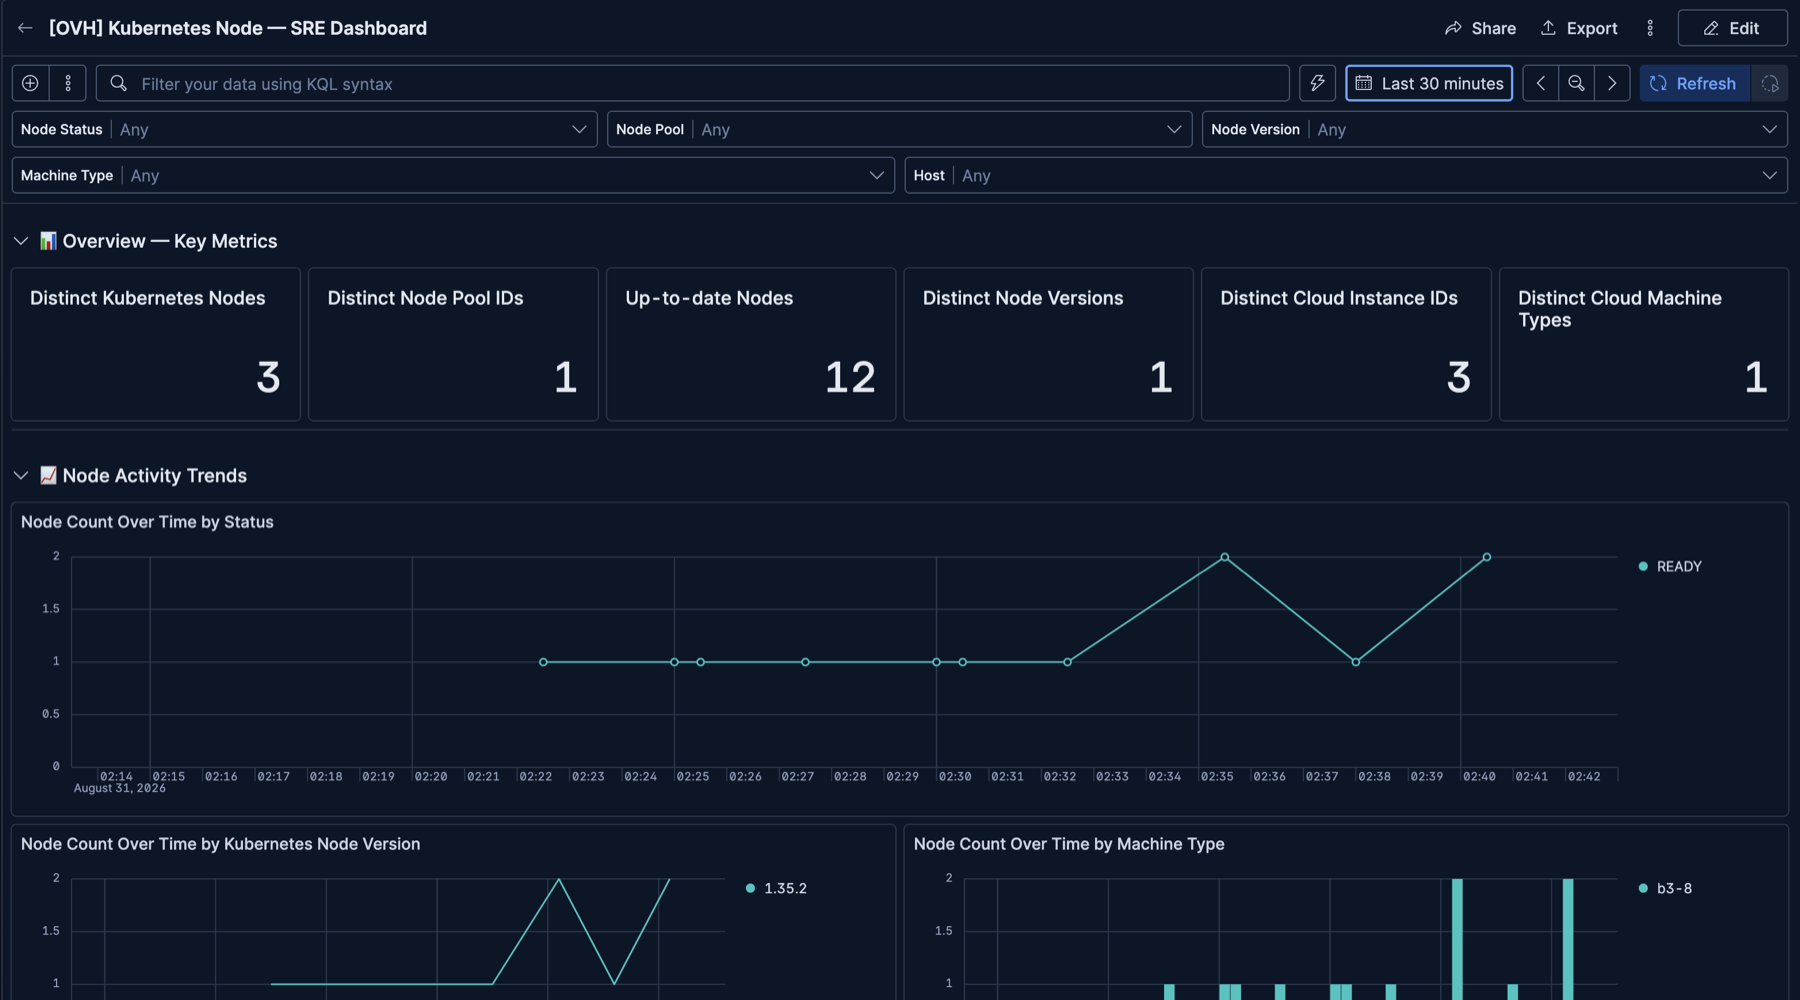 [OVH] Kubernetes Node — SRE Dashboard
Share
Export
Edit
Filter your data using KQL syntax
Last 30 minutes
Refresh
Node Status Any
Node Pool Any
Node Version Any
Machine Type Any
Host Any
Overview — Key Metrics
Distinct Kubernetes Nodes
3
Distinct Node Pool IDs
1
Up-to-date Nodes
12
Distinct Node Versions
1
Distinct Cloud Instance IDs
3
Distinct Cloud Machine
Types
1
Node Activity Trends
Node Count Over Time by Status
2
1.5
1
0.5
0
02:14 02:15 02:16 02:17 02:18 02:19 02:20 02:21 02:22 02:23 02:24 02:25 02:26 02:27 02:28 02:29 02:30 02:31 02:32 02:33 02:34 02:35 02:36 02:37 02:38 02:39 02:40 02:41 02:42
August 31, 2026
READY
Node Count Over Time by Kubernetes Node Version
2
1.5
1
1.35.2
Node Count Over Time by Machine Type
2
1.5
1
b3-8